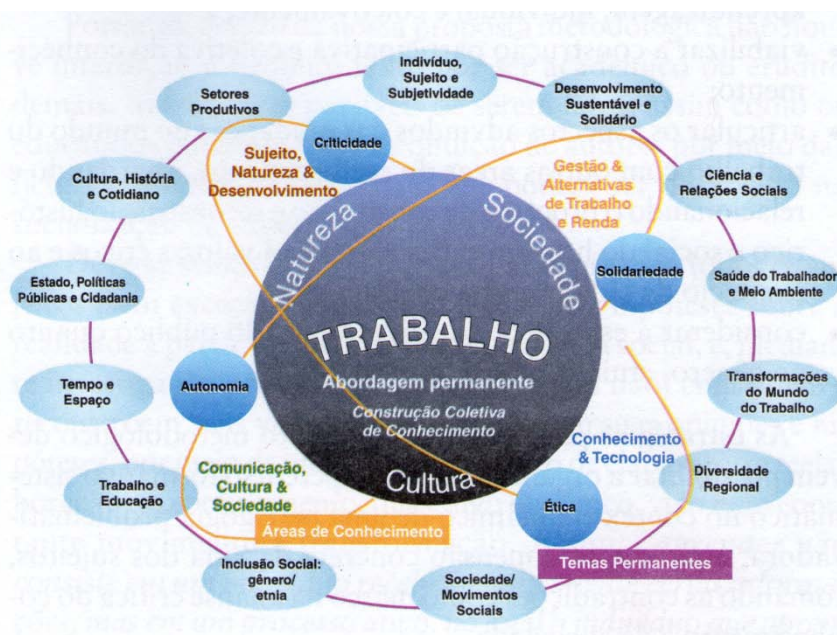 Indivíduo,
Sujeito e
Subjetividade
Setores
Produtivos
Desenvolvimento
Sustentável e
Solidário
Criticidade
Sujeito,
Natureza &
Desenvolvimento
Gestão &
Alternativas
de Trabalho
e Renda
Cultura, História
e Cotidiano
Ciência e
Relações Sociais
Natureza
Sociedade
Solidariedade
Estado, Políticas
Públicas e Cidadania
Saúde do Trabalhador
e Meio Ambiente
TRABALHO
Abordagem permanente
Construção Coletiva
de Conhecimento
Tempo e
Espaço
Autonomia
Transformações
do Mundo
do Trabalho
Conhecimento
& Tecnologia
Comunicação,
Cultura &
Sociedade
Cultura
Trabalho e
Educação
Diversidade
Regional
Ética
Áreas de Conhecimento
Temas Permanentes
Inclusão Social:
gênero/
etnia
Sociedade/
Movimentos
Sociais